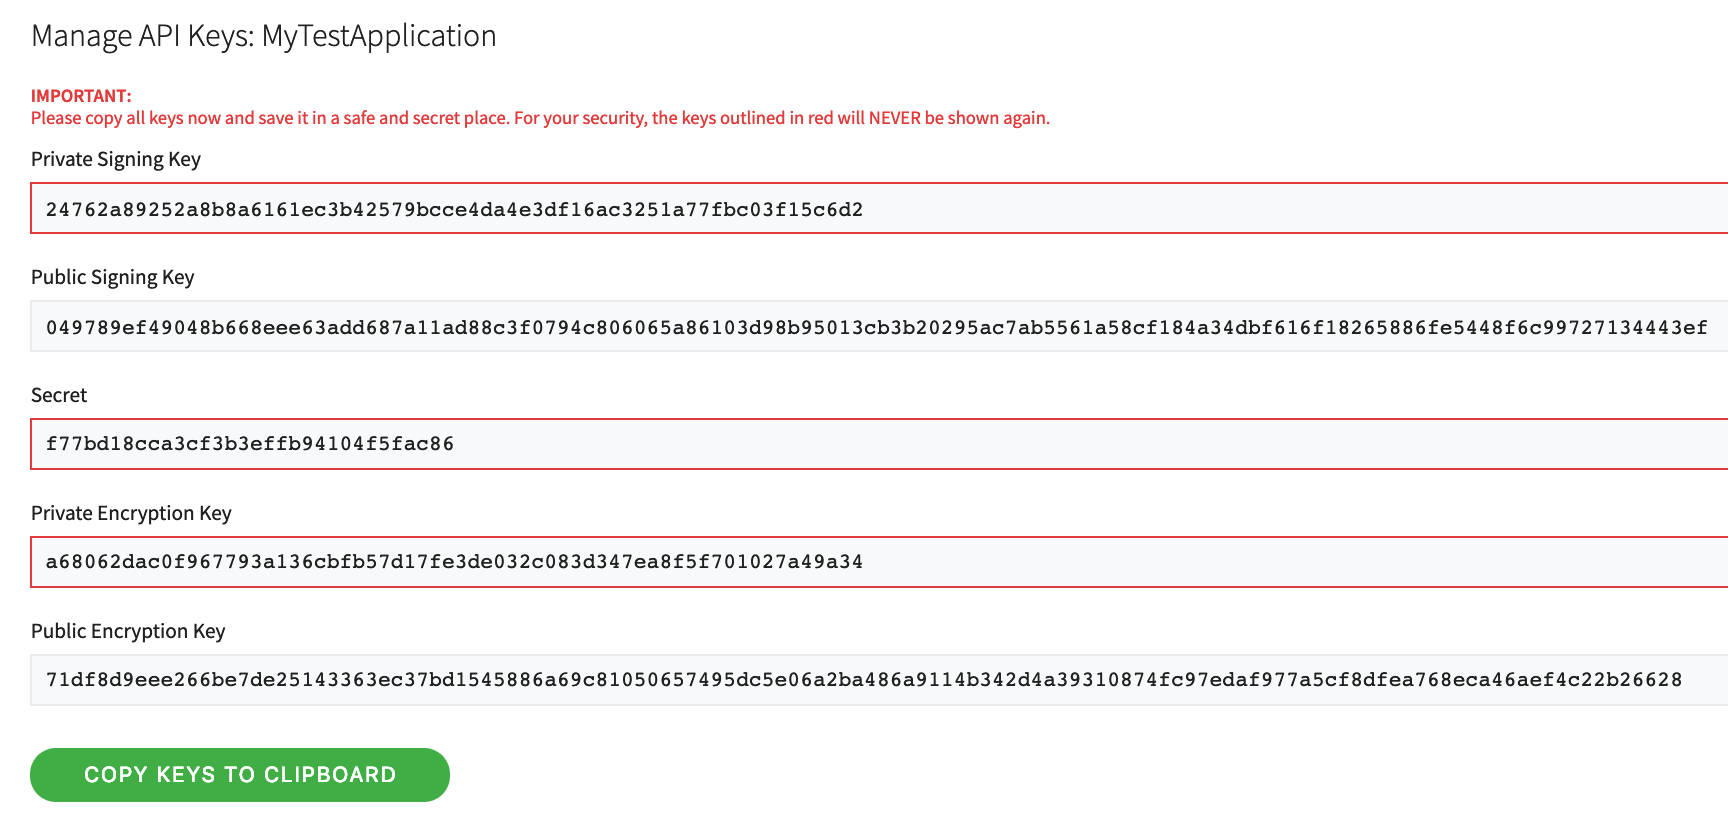 Manage API Keys: MyTestApplication
IMPORTANT:
Please copy all keys now and save it in a safe and secret place. For your security, the keys outlined in red will NEVER be shown again.
Private Signing Key
24762a89252a8b8a6161ec3b42579bcce4da4e3df16ac3251a77fbc03f15c6d2
Public Signing Key
049789ef49048b668eee63add687a11ad88c3f0794c806065a86103d98b95013cb3b20295ac7ab5561a58cf184a34dbf616f18265886fe5448f6c99727134443ef
Secret
f77bd18cca3cf3b3effb94104f5fac86
Private Encryption Key
a68062dac0f967793a136cbfb57d17fe3de032c083d347ea8f5f701027a49a34
Public Encryption Key
71df8d9eee266be7de25143363ec37bd1545886a69c81050657495dc5e06a2ba486a9114b342d4a39310874fc97edaf977a5cf8dfea768eca46aef4c22b26628
COPY KEYS TO CLIPBOARD